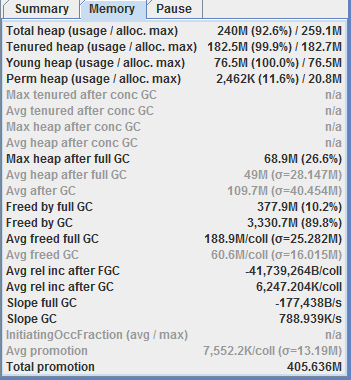 Summary Memory Pause
Total heap (usage / alloc. max) 240M (92.6%) / 259.1M
Tenured heap (usage / alloc. max) 182.5M (99.9%) / 182.7M
Young heap (usage / alloc. max) 76.5M (100.0%) / 76.5M
Perm heap (usage / alloc. max) 2,462K (11.6%) / 20.8M
Max tenured after conc GC n/a
Avg tenured after conc GC n/a
Max heap after conc GC n/a
Avg heap after conc GC n/a
Max heap after full GC 68.9M (26.6%)
Avg heap after full GC 49M (σ=28.147M)
Avg after GC 109.7M (σ=40.454M)
Freed by full GC 377.9M (10.2%)
Freed by GC 3,330.7M (89.8%)
Avg freed full GC 188.9M/coll (σ=25.282M)
Avg freed GC 60.6M/coll (σ=16.015M)
Avg rel inc after FGC -41,739,264B/coll
Avg rel inc after GC 6,247.204K/coll
Slope full GC -177,438B/s
Slope GC 788.939K/s
InitiatingOccFraction (avg / max) n/a
Avg promotion 7,552.2K/coll (σ=13.19M)
Total promotion 405.636M